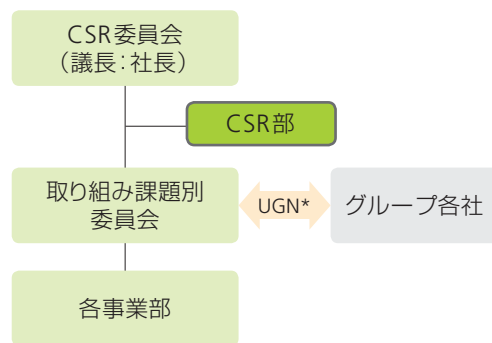 CSR委員会
（議長：社長）
CSR部
取り組み課題別
委員会
UGN*
グループ各社
各事業部